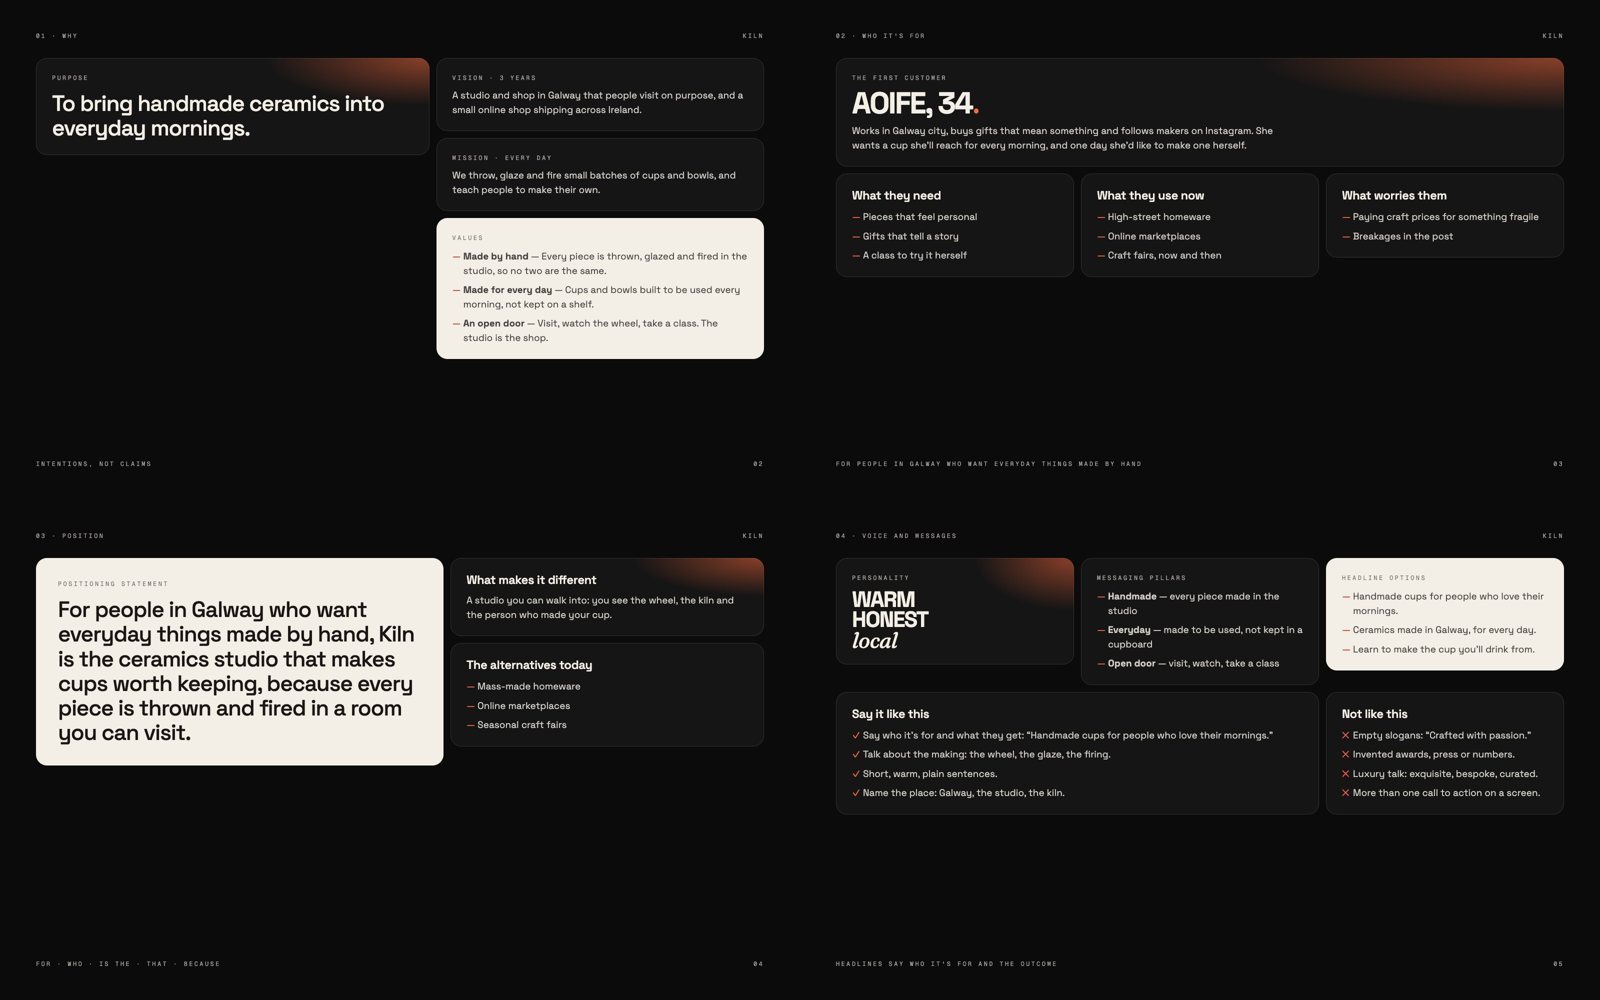 01 · WHY
KILN
PURPOSE
To bring handmade ceramics into
everyday mornings.
VISION · 3 YEARS
A studio and shop in Galway that people visit on purpose, and a
small online shop shipping across Ireland.
MISSION · EVERY DAY
We throw, glaze and fire small batches of cups and bowls, and
teach people to make their own.
VALUES
— Made by hand — Every piece is thrown, glazed and fired in the
studio, so no two are the same.
— Made for every day — Cups and bowls built to be used every
morning, not kept on a shelf.
— An open door — Visit, watch the wheel, take a class. The
studio is the shop.
INTENTIONS, NOT CLAIMS
02
02 · WHO IT'S FOR
KILN
THE FIRST CUSTOMER
AOIFE, 34.
Works in Galway city, buys gifts that mean something and follows makers on Instagram. She
wants a cup she'll reach for every morning, and one day she'd like to make one herself.
What they need
— Pieces that feel personal
— Gifts that tell a story
— A class to try it herself
What they use now
— High-street homeware
— Online marketplaces
— Craft fairs, now and then
What worries them
— Paying craft prices for something fragile
— Breakages in the post
FOR PEOPLE IN GALWAY WHO WANT EVERYDAY THINGS MADE BY HAND
03
03 · POSITION
KILN
POSITIONING STATEMENT
For people in Galway who want
everyday things made by hand, Kiln
is the ceramics studio that makes
cups worth keeping, because every
piece is thrown and fired in a room
you can visit.
What makes it different
A studio you can walk into: you see the wheel, the kiln and
the person who made your cup.
The alternatives today
— Mass-made homeware
— Online marketplaces
— Seasonal craft fairs
FOR · WHO · IS THE · THAT · BECAUSE
04
04 · VOICE AND MESSAGES
KILN
PERSONALITY
WARM
HONEST
local
MESSAGING PILLARS
— Handmade — every piece made in the
studio
— Everyday — made to be used, not kept in a
cupboard
— Open door — visit, watch, take a class
HEADLINE OPTIONS
— Handmade cups for people who love their
mornings.
— Ceramics made in Galway, for every day.
— Learn to make the cup you'll drink from.
Say it like this
✓ Say who it's for and what they get: “Handmade cups for people who love their mornings.”
✓ Talk about the making: the wheel, the glaze, the firing.
✓ Short, warm, plain sentences.
✓ Name the place: Galway, the studio, the kiln.
Not like this
✕ Empty slogans: “Crafted with passion.”
✕ Invented awards, press or numbers.
✕ Luxury talk: exquisite, bespoke, curated.
✕ More than one call to action on a screen.
HEADLINES SAY WHO IT'S FOR AND THE OUTCOME
05